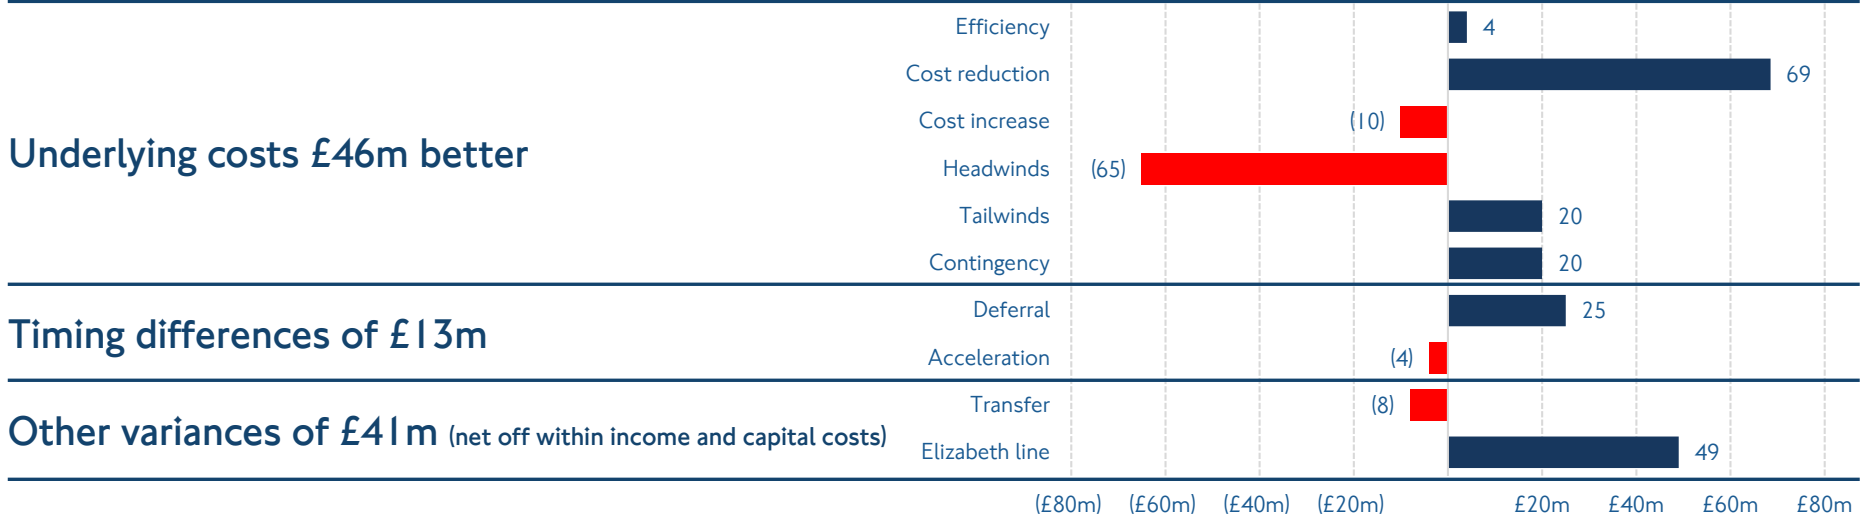 Efficiency 4
Cost reduction 69
Underlying costs £46m better
Cost increase (10)
Headwinds (65)
Tailwinds 20
Contingency 20
Timing differences of £13m
Deferral 25
Acceleration (4)
Other variances of £41m (net off within income and capital costs)
Transfer (8)
Elizabeth line 49
(£80m) (£60m) (£40m) (£20m) £20m £40m £60m £80m